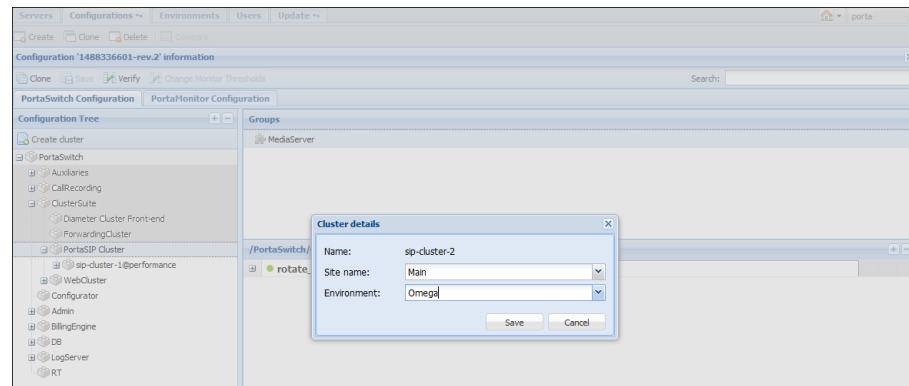 Servers Configurations Environments Users Update porta-
Create Clone Delete Compare
Configuration '1488336601-rev.2' information
Clone Save Verify Change Monitor Thresholds Search:
PortaSwitch Configuration PortaMonitor Configuration
Configuration Tree Groups
Create cluster MediaServer
PortaSwitch
Auxiliaries
CallRecording
ClusterSuite
Diameter Cluster Front-end Cluster details
ForwardingCluster
PortaSIP Cluster /PortaSwitch/ Name: sip-cluster-2
sip-cluster-1@performance rotate_ Site name: Main
WebCluster
Configurator Environment: Omega
Admin
BillingEngine Save Cancel
DB
LogServer
RT